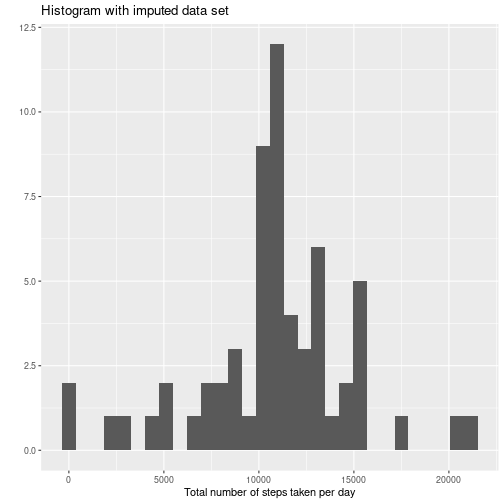 Histogram with imputed data set
12.5
10.0
7.5
5.0
2.5
0.0
0 5000 10000 15000 20000
Total number of steps taken per day